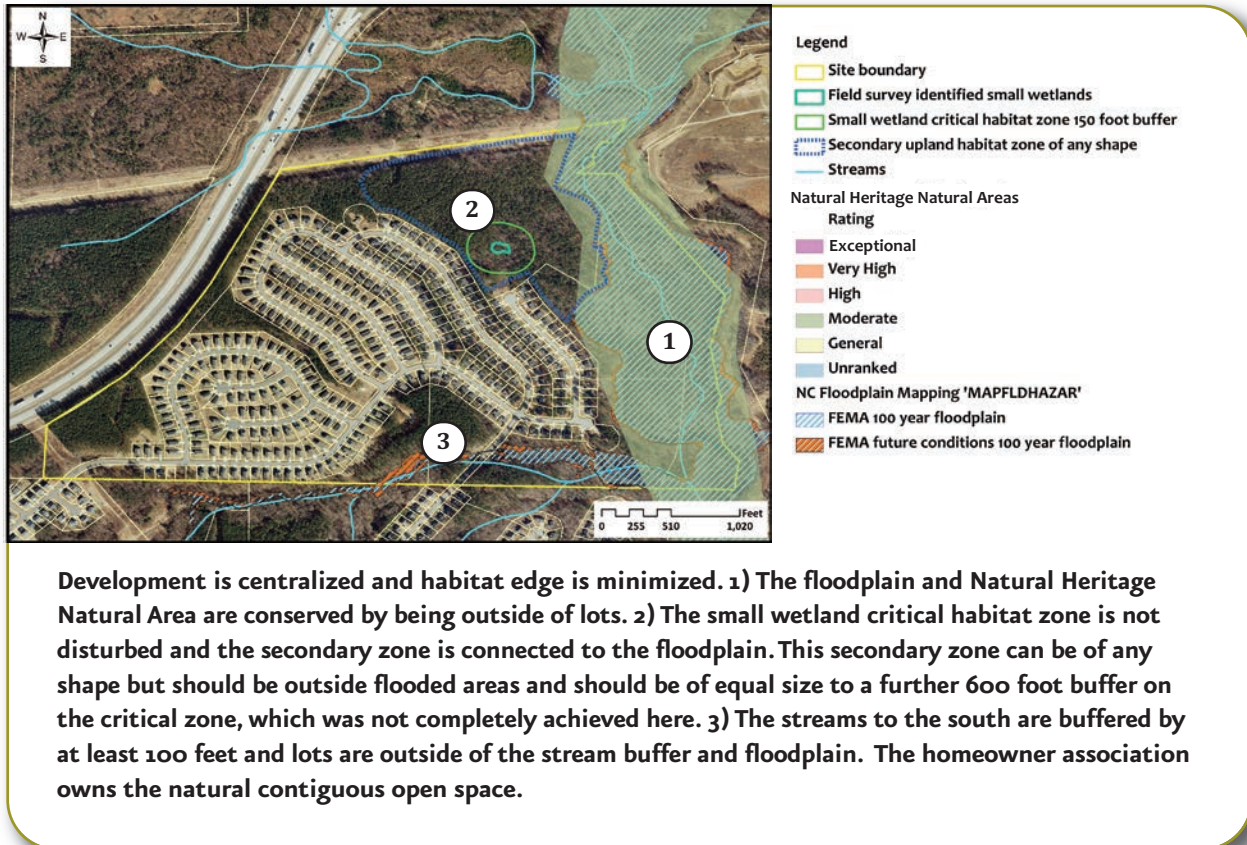 N
W E
S
2
1
3
Feet
0 255 510 1,020
Legend
Site boundary
Field survey identified small wetlands
Small wetland critical habitat zone 150 foot buffer
Secondary upland habitat zone of any shape
Streams
Natural Heritage Natural Areas
Rating
Exceptional
Very High
High
Moderate
General
Unranked
NC Floodplain Mapping 'MAPFLDHAZAR'
FEMA 100 year floodplain
FEMA future conditions 100 year floodplain
Development is centralized and habitat edge is minimized. 1) The floodplain and Natural Heritage
Natural Area are conserved by being outside of lots. 2) The small wetland critical habitat zone is not
disturbed and the secondary zone is connected to the floodplain. This secondary zone can be of any
shape but should be outside flooded areas and should be of equal size to a further 600 foot buffer on
the critical zone, which was not completely achieved here. 3) The streams to the south are buffered by
at least 100 feet and lots are outside of the stream buffer and floodplain. The homeowner association
owns the natural contiguous open space.